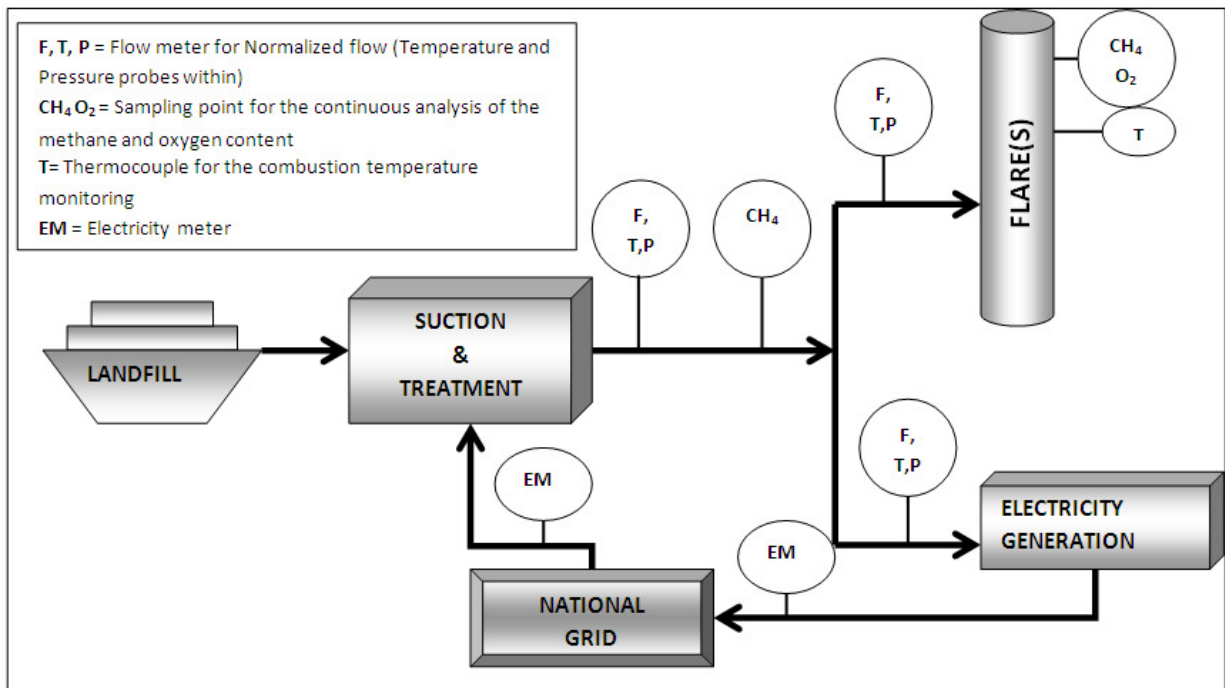 F, T, P = Flow meter for Normalized flow (Temperature and
Pressure probes within)
CH₄ O₂ = Sampling point for the continuous analysis of the
methane and oxygen content
T= Thermocouple for the combustion temperature
monitoring
EM = Electricity meter
CH₄
O₂
T
F,
T,P
FLARE(S)
F,
T,P
CH₄
SUCTION
&
TREATMENT
LANDFILL
F,
T,P
EM
ELECTRICITY
GENERATION
EM
NATIONAL
GRID